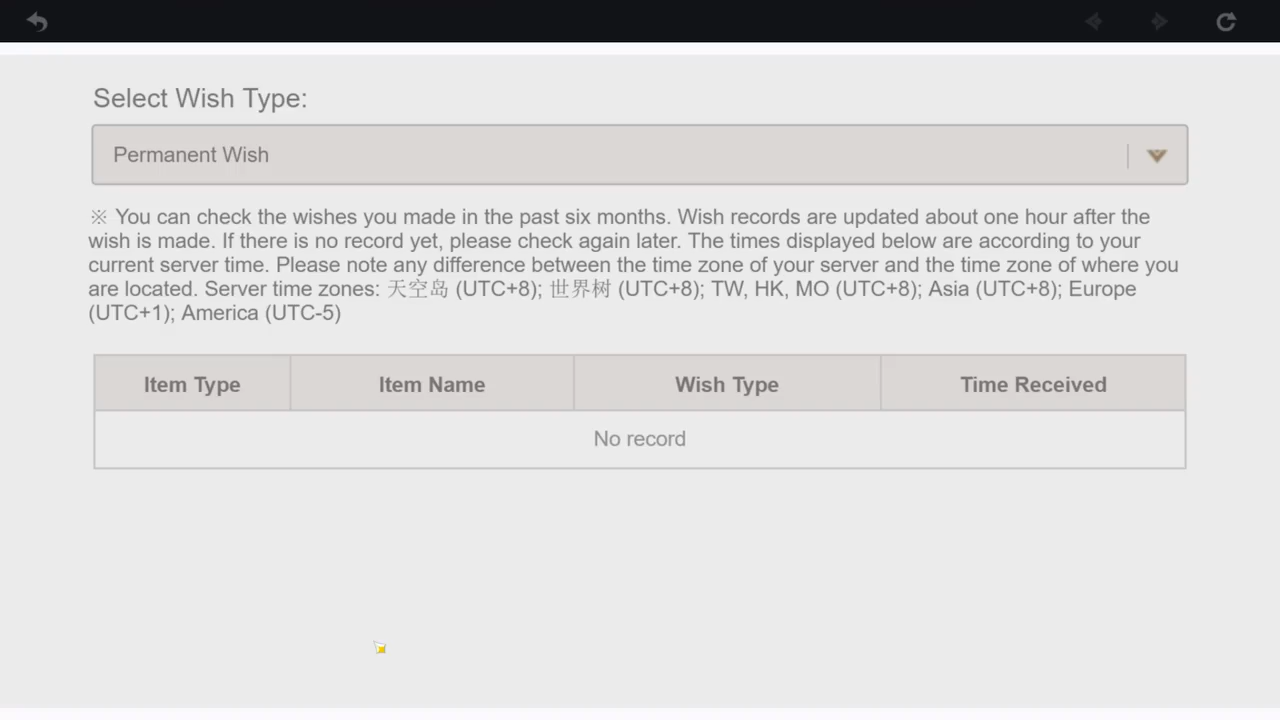 Select Wish Type:
Permanent Wish
※ You can check the wishes you made in the past six months. Wish records are updated about one hour after the
wish is made. If there is no record yet, please check again later. The times displayed below are according to your
current server time. Please note any difference between the time zone of your server and the time zone of where you
are located. Server time zones: 天空岛 (UTC+8); 世界树 (UTC+8); TW, HK, MO (UTC+8); Asia (UTC+8); Europe
(UTC+1); America (UTC-5)
Item Type Item Name Wish Type Time Received
No record